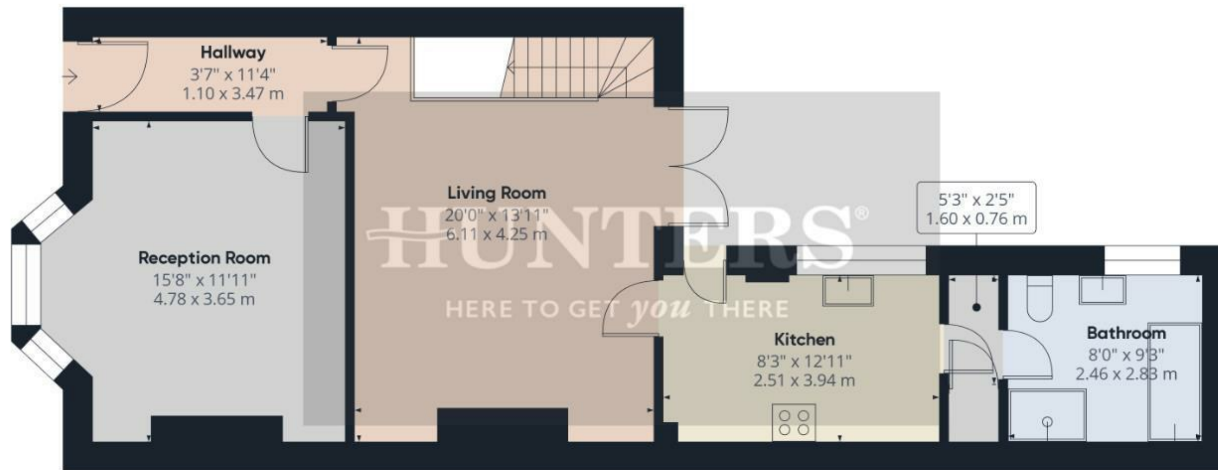 Hallway
3'7" x 11'4"
1.10 x 3.47 m
Living Room
20'0" x 13'11"
6.11 x 4.25 m
5'3" x 2'5"
1.60 x 0.76 m
HUNTERS®
HERE TO GET you THERE
Reception Room
15'8" x 11'11"
4.78 x 3.65 m
Kitchen
8'3" x 12'11"
2.51 x 3.94 m
Bathroom
8'0" x 9'3"
2.46 x 2.83 m